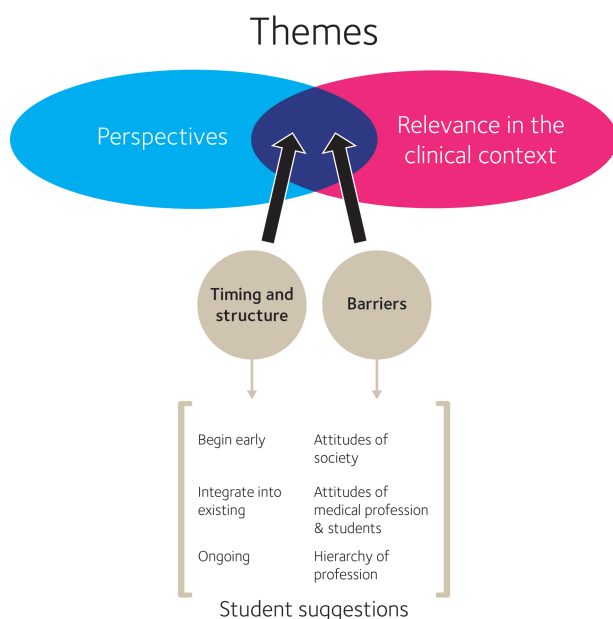 Themes
Perspectives
Relevance in the
clinical context
Timing and
structure
Barriers
Begin early
Attitudes of
society
Integrate into
existing
Attitudes of
medical profession
& students
Ongoing
Hierarchy of
profession
Student suggestions